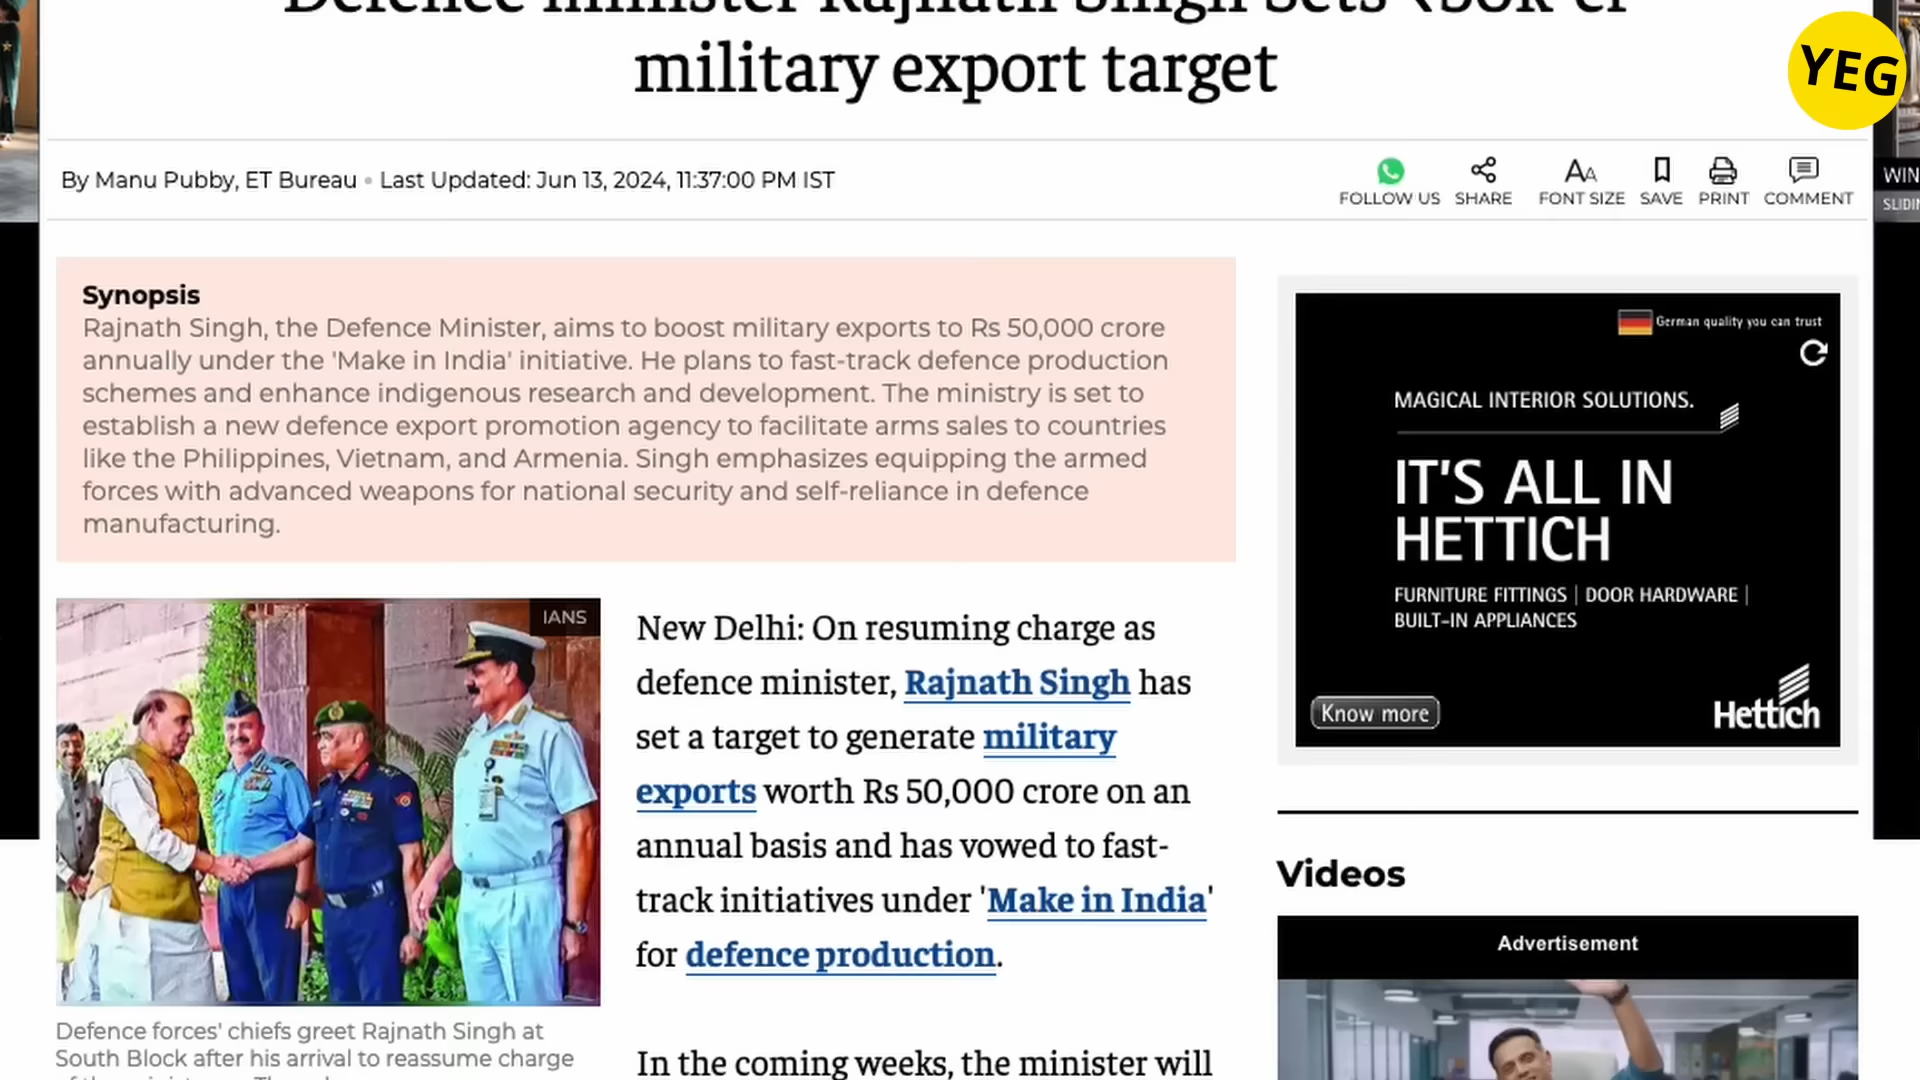 Defence minister Rajnath Singh sets ₹50k-cr
military export target
YEG
By Manu Pubby, ET Bureau • Last Updated: Jun 13, 2024, 11:37:00 PM IST
FOLLOW US
SHARE
FONT SIZE
SAVE
PRINT
COMMENT
WIN
SLIDIN
Synopsis
Rajnath Singh, the Defence Minister, aims to boost military exports to Rs 50,000 crore
annually under the 'Make in India' initiative. He plans to fast-track defence production
schemes and enhance indigenous research and development. The ministry is set to
establish a new defence export promotion agency to facilitate arms sales to countries
like the Philippines, Vietnam, and Armenia. Singh emphasizes equipping the armed
forces with advanced weapons for national security and self-reliance in defence
manufacturing.
German quality you can trust
MAGICAL INTERIOR SOLUTIONS.
IT'S ALL IN
HETTICH
FURNITURE FITTINGS | DOOR HARDWARE |
BUILT-IN APPLIANCES
Know more
Hettich
IANS
New Delhi: On resuming charge as
defence minister, Rajnath Singh has
set a target to generate military
exports worth Rs 50,000 crore on an
annual basis and has vowed to fast-
track initiatives under 'Make in India'
for defence production.
In the coming weeks, the minister will
Defence forces' chiefs greet Rajnath Singh at
South Block after his arrival to reassume charge
Videos
Advertisement